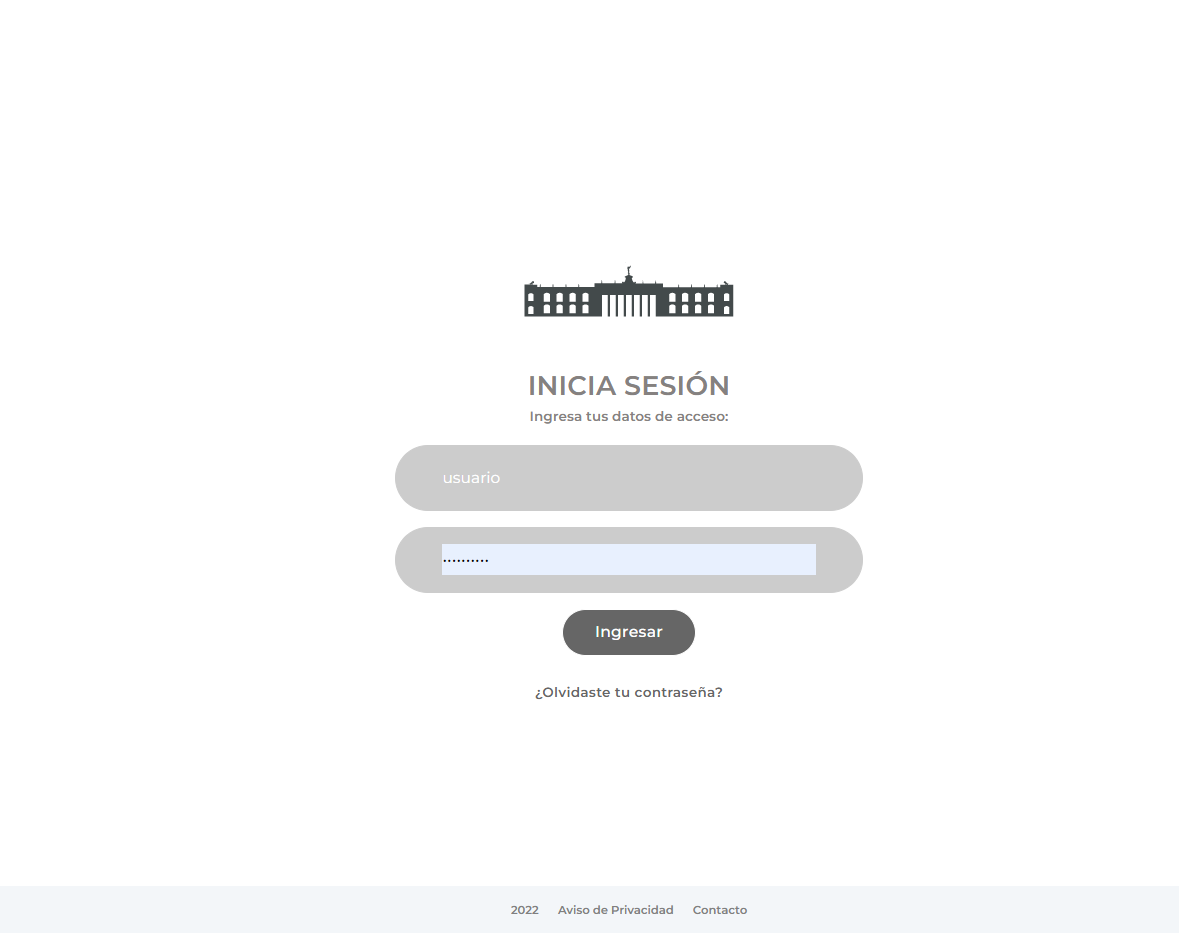 INICIA SESIÓN
Ingresa tus datos de acceso:
usuario
..........
Ingresar
¿Olvidaste tu contraseña?
2022 Aviso de Privacidad Contacto